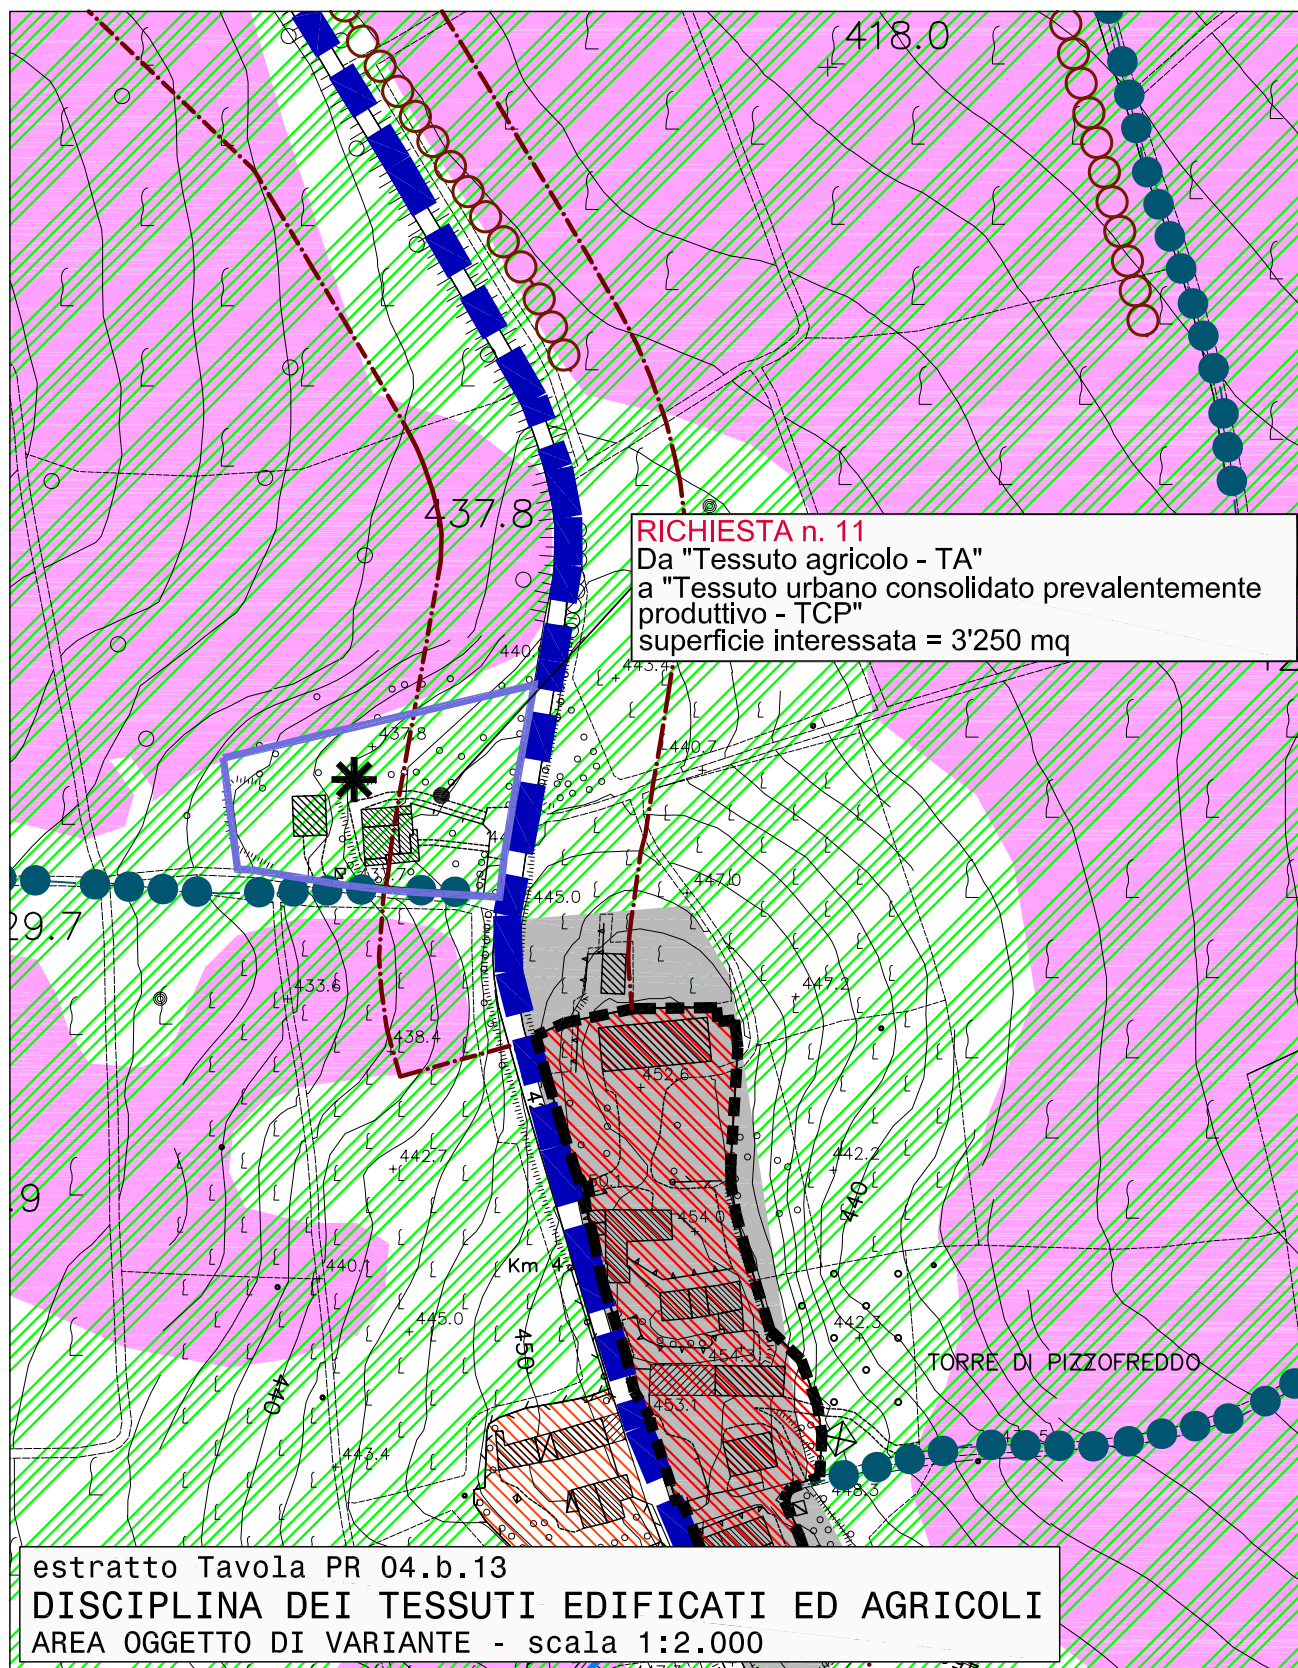 418.0
437.8
RICHIESTA n. 11
Da "Tessuto agricolo - TA"
a "Tessuto urbano consolidato prevalentemente
produttivo - TCP"
superficie interessata = 3'250 mq
440
443.4
437.8
440.7
447.0
445.0
29.7
433.6
447.2
438.4
452.6
442.7
442.2
.9
440
454.0
Km 4
440.1
445.0
442.3
450
454.3
TORRE DI PIZZOFREDDO
440
453.1
443.4
448.3
estratto Tavola PR 04.b.13
DISCIPLINA DEI TESSUTI EDIFICATI ED AGRICOLI
AREA OGGETTO DI VARIANTE - scala 1:2.000